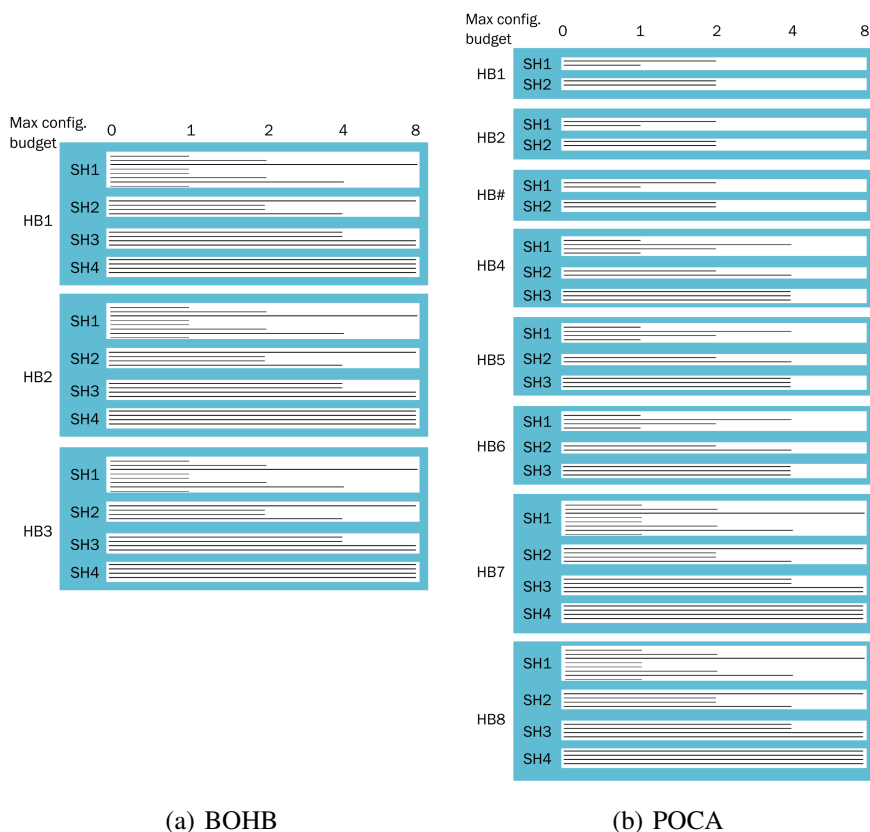 Max config.
budget
0 1 2 4 8
HB1
SH1
SH2
SH3
SH4
HB2
SH1
SH2
SH3
SH4
HB3
SH1
SH2
SH3
SH4
(a) BOHB
Max config.
budget
0 1 2 4 8
HB1
SH1
SH2
HB2
SH1
SH2
HB#
SH1
SH2
HB4
SH1
SH2
SH3
HB5
SH1
SH2
SH3
HB6
SH1
SH2
SH3
HB7
SH1
SH2
SH3
SH4
HB8
SH1
SH2
SH3
SH4
(b) POCA